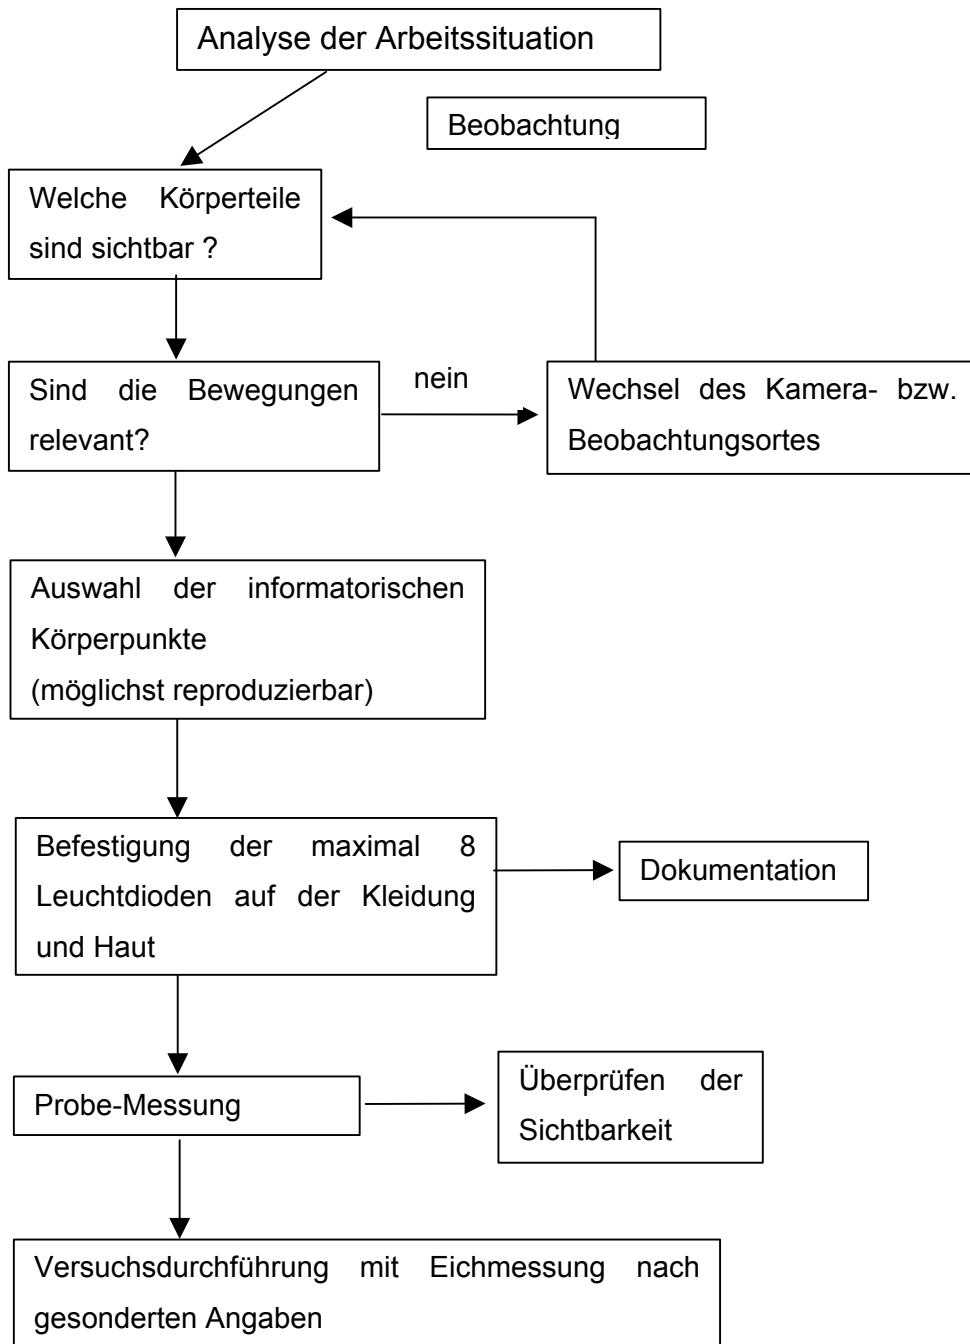 Analyse der Arbeitssituation
Beobachtung
Welche Körperteile
sind sichtbar ?
Sind die Bewegungen
relevant?
nein
Wechsel des Kamera- bzw.
Beobachtungsortes
Auswahl der informatorischen
Körperpunkte
(möglichst reproduzierbar)
Befestigung der maximal 8
Leuchtdioden auf der Kleidung
und Haut
Dokumentation
Probe-Messung
Überprüfen der
Sichtbarkeit
Versuchsdurchführung mit Eichmessung nach
gesonderten Angaben